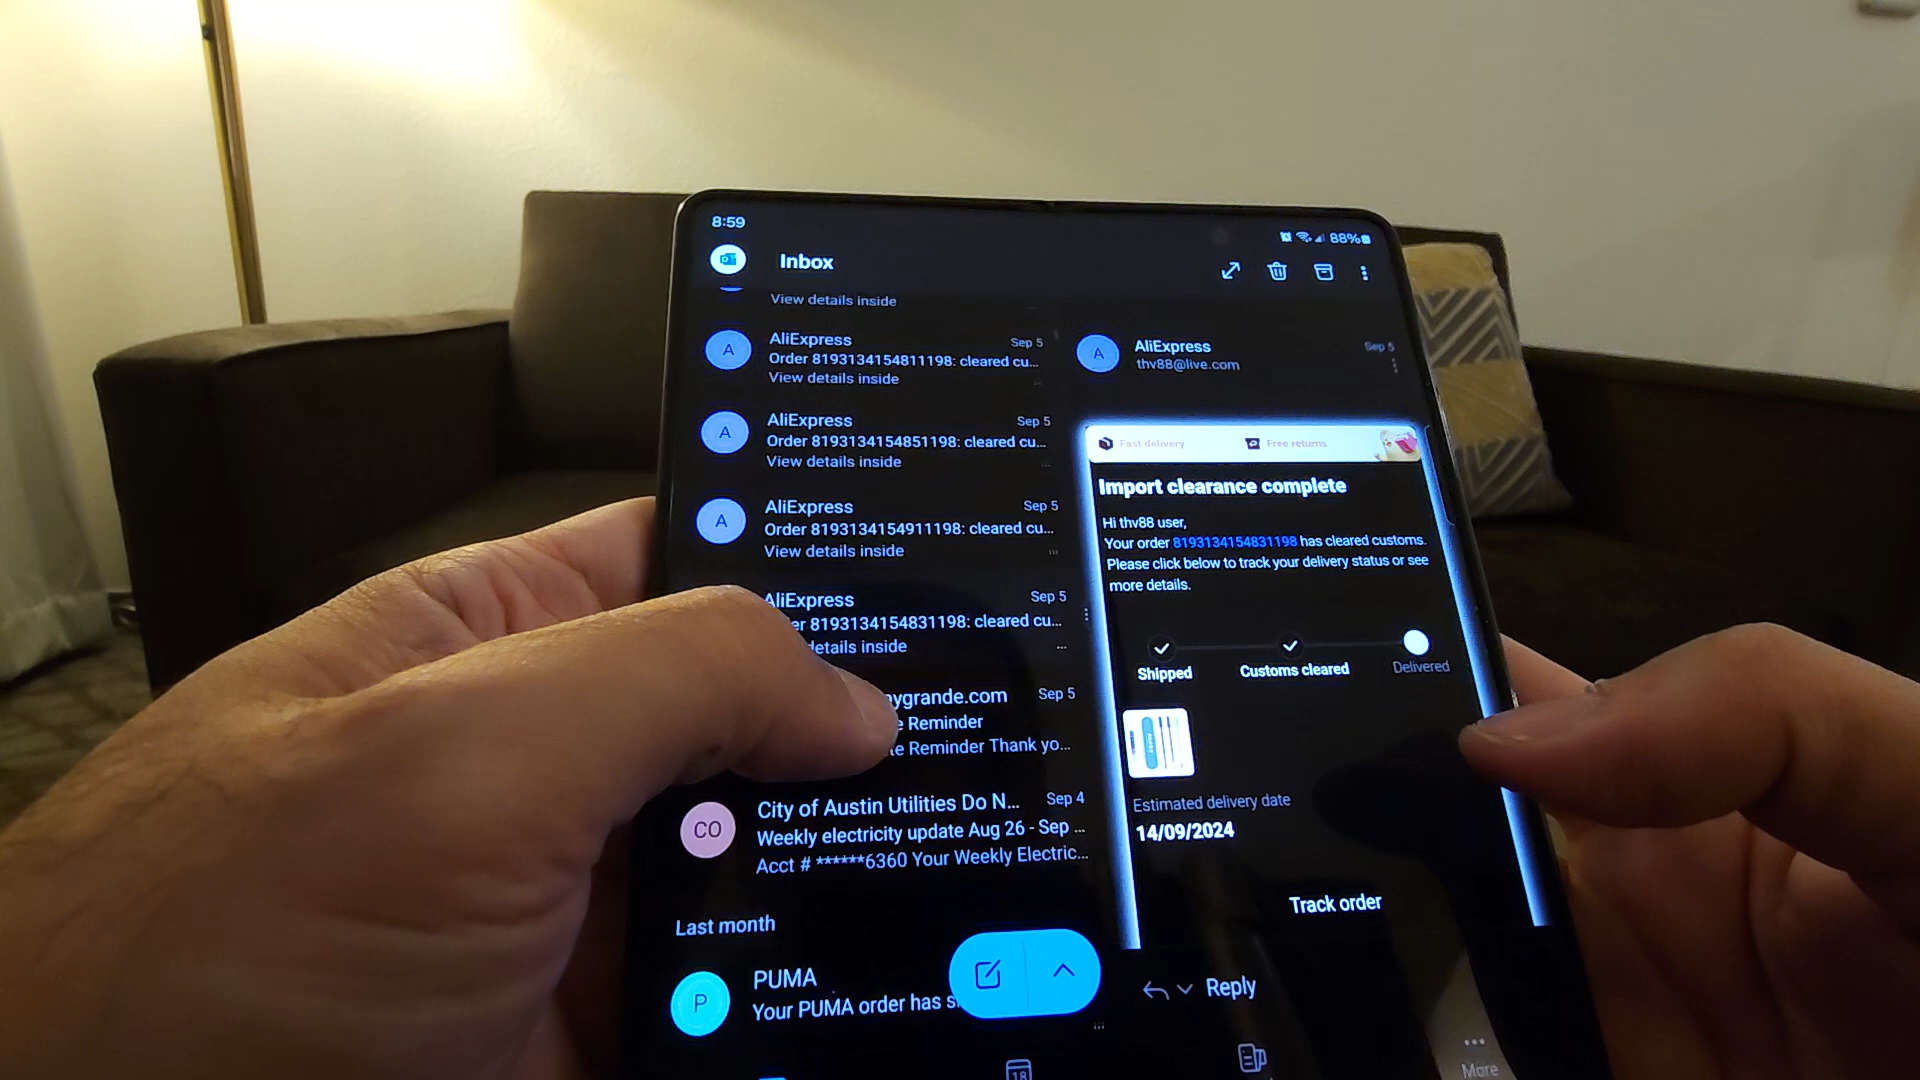 8:59
88%
Inbox
View details inside
AliExpress
Sep 5
Order 8193134154811198: cleared cu...
View details inside
AliExpress
Sep 5
Order 8193134154851198: cleared cu...
View details inside
AliExpress
Sep 5
Order 8193134154911198: cleared cu...
View details inside
AliExpress
Sep 5
er 8193134154831198: cleared cu...
details inside
aygrande.com
Sep 5
e Reminder
te Reminder Thank yo...
CO
City of Austin Utilities Do N...
Sep 4
Weekly electricity update Aug 26 - Sep ...
Acct # ******6360 Your Weekly Electric...
Last month
P
PUMA
Your PUMA order has s
A
A
A
A
AliExpress
Sep 5
thv88@live.com
Fast delivery
Free returns
Import clearance complete
Hi thv88 user,
Your order 8193134154831198 has cleared customs.
Please click below to track your delivery status or see
more details.
Shipped
Customs cleared
Delivered
Estimated delivery date
14/09/2024
Track order
Reply
18
More